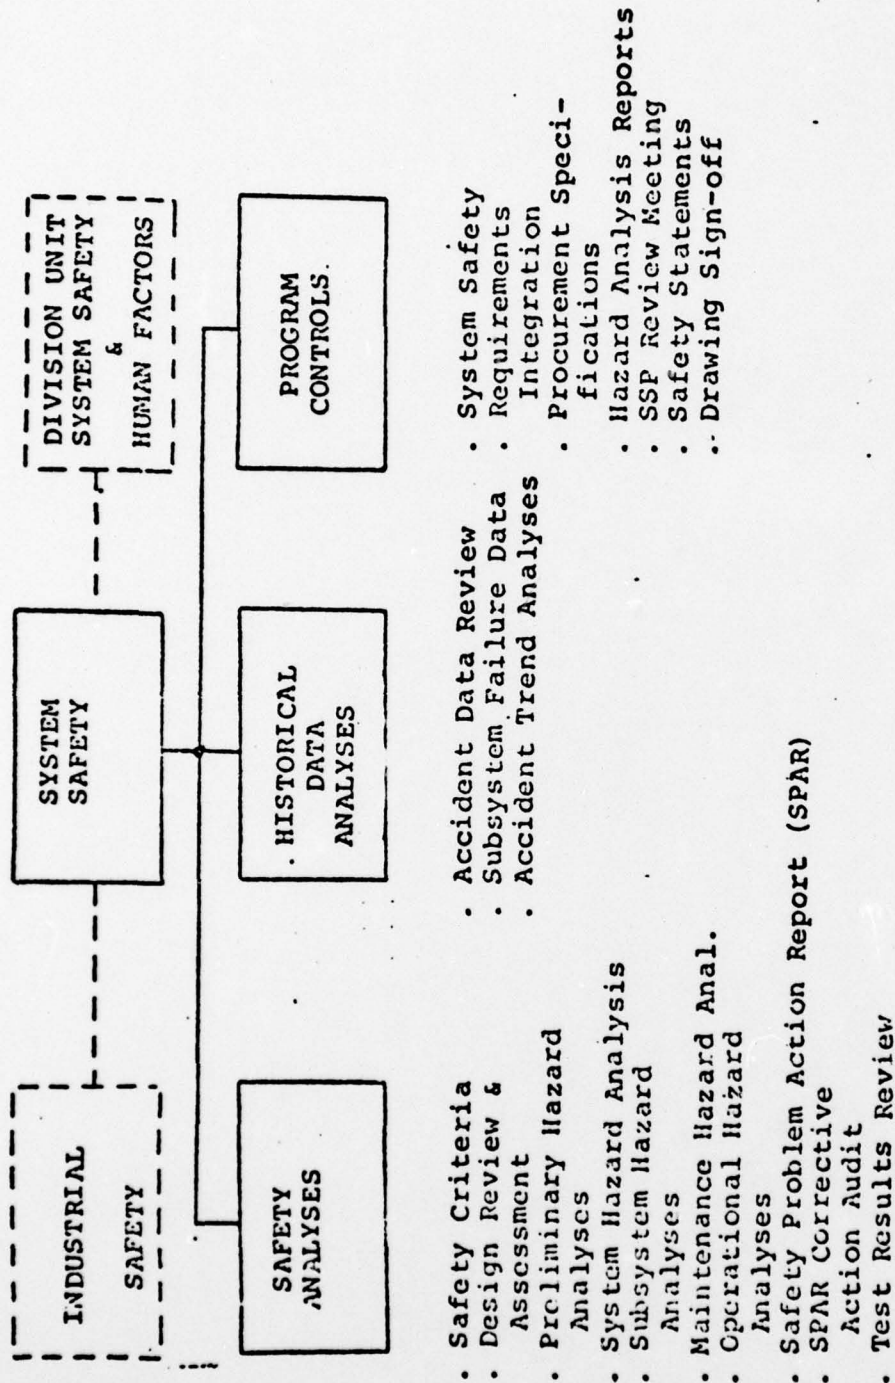 INDUSTRIAL
SAFETY
SYSTEM
SAFETY
DIVISION UNIT
SYSTEM SAFETY
&
HUMAN FACTORS
SAFETY
ANALYSES
. HISTORICAL
DATA
ANALYSES
PROGRAM
CONTROLS.
. Safety Criteria
. Design Review &
Assessment
. Preliminary Hazard
Analyses
. System Hazard Analysis
. Subsystem Hazard
Analyses
. Maintenance Hazard Anal.
. Operational Hazard
Analyses
. Safety Problem Action Report (SPAR)
. SPAR Corrective
Action Audit
. Test Results Review
. Accident Data Review
. Subsystem Failure Data
. Accident Trend Analyses
. System Safety
. Requirements
Integration
. Procurement Speci-
fications
. Hazard Analysis Reports
. SSP Review Meeting
. Safety Statements
. Drawing Sign-off